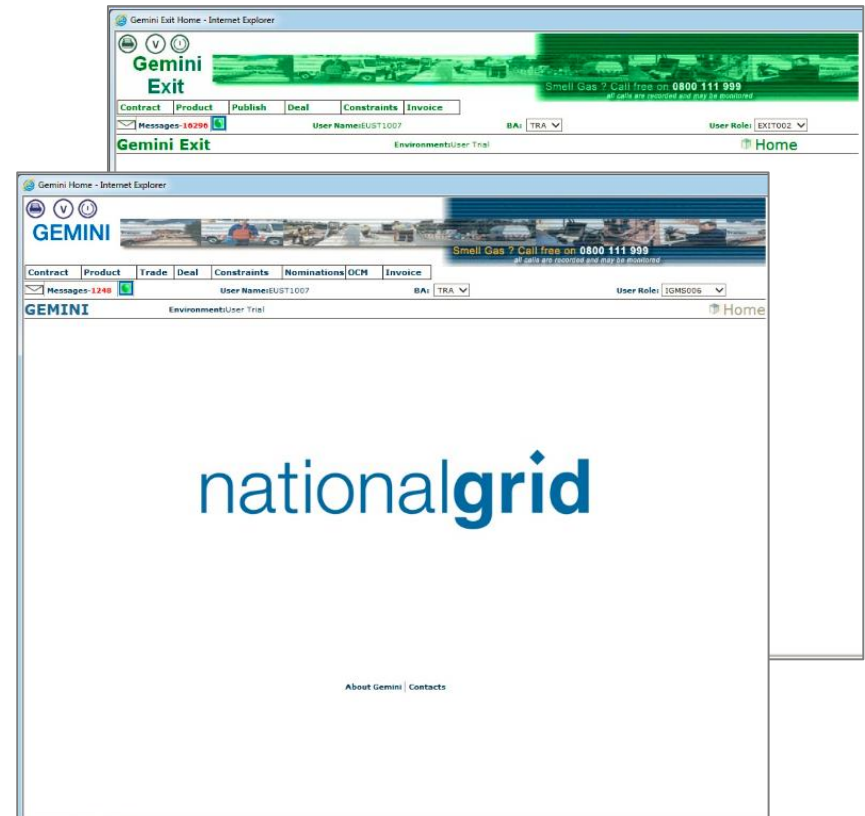 Gemini Exit Home - Internet Explorer
V
Gemini
Exit
Smell Gas ? Call free on 0800 111 999
all calls are recorded and may be monitored
Contract Product Publish Deal Constraints Invoice
Messages-16296 User Name:EUST1007 BA: TRA User Role: EXIT002
Gemini Exit Environment:User Trial Home
Gemini Home - Internet Explorer
V
GEMINI
Smell Gas ? Call free on 0800 111 999
all calls are recorded and may be monitored
Contract Product Trade Deal Constraints Nominations OCM Invoice
Messages-1248 User Name:EUST1007 BA: TRA User Role: IGMS006
GEMINI Environment:User Trial Home
nationalgrid
About Gemini | Contacts